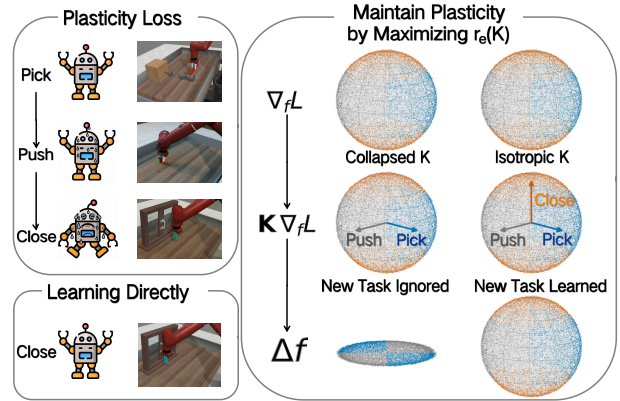 Plasticity Loss
Pick
Push
Close
Learning Directly
Close
Maintain Plasticity
by Maximizing rₑ(K)
∇fL
Collapsed K
Isotropic K
K∇fL
Push
Pick
Close
Push
Pick
New Task Ignored
New Task Learned
Δf